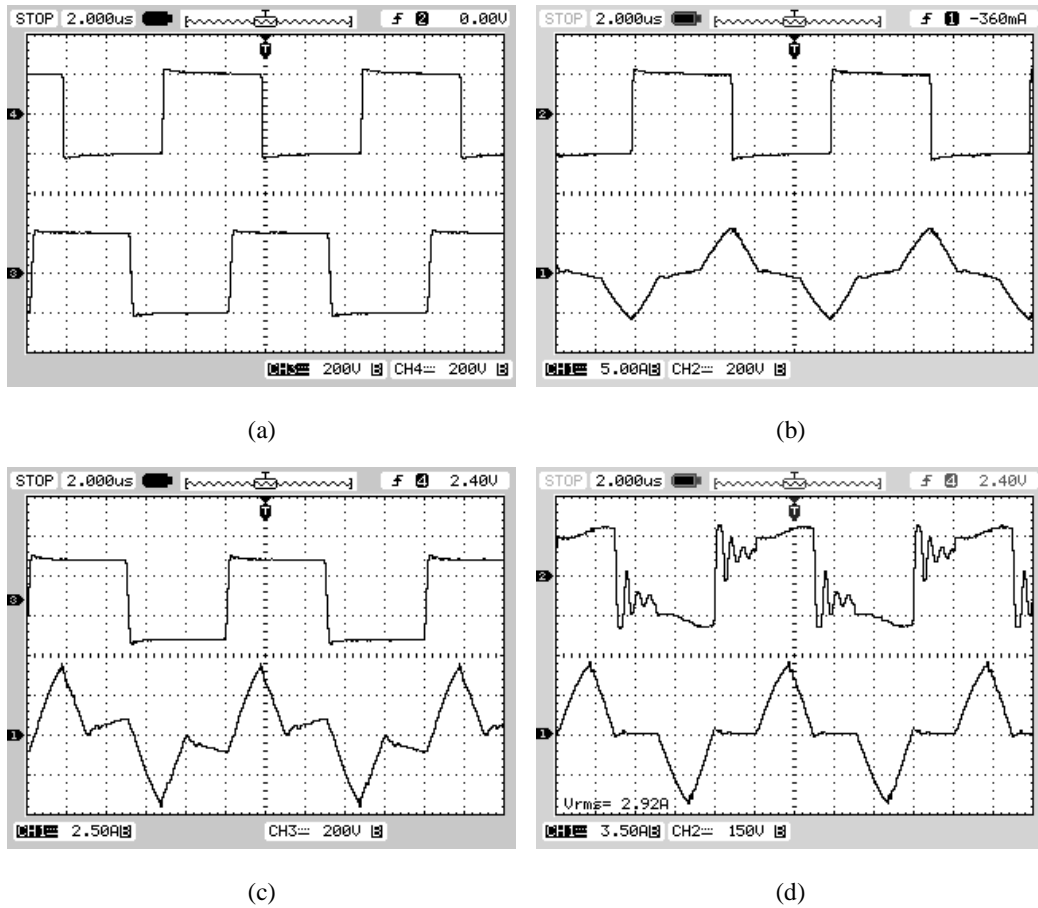 STOP 2.000us T F 2 0.00V
T
4
3
CH3 200V B CH4 200V B
(a)
STOP 2.000us T F 1 -360mA
T
2
1
CH1 5.00A B CH2 200V B
(b)
STOP 2.000us T F 4 2.40V
T
3
1
CH1 2.50A B CH3 200V B
(c)
STOP 2.000us T F 4 2.40V
T
2
1
Vrms= 2.92A
CH1 3.50A B CH2 150V B
(d)